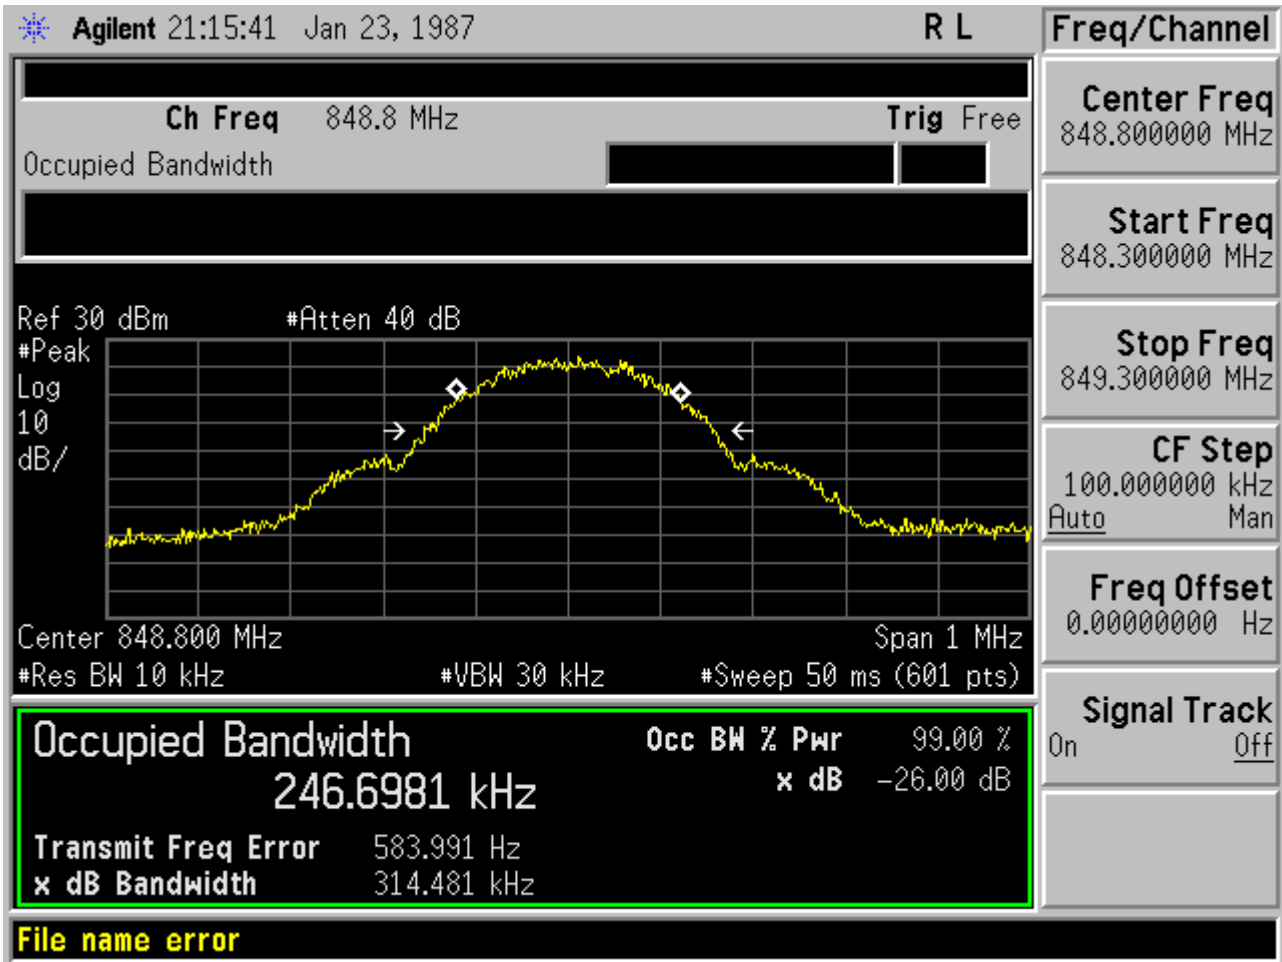 Agilent 21:15:41 Jan 23, 1987 R L
Freq/Channel
Ch Freq 848.8 MHz Trig Free
Occupied Bandwidth
Ref 30 dBm #Atten 40 dB
#Peak
Log
10
dB/
Center 848.800 MHz Span 1 MHz
#Res BW 10 kHz #VBW 30 kHz #Sweep 50 ms (601 pts)
Occupied Bandwidth
246.6981 kHz
Occ BW % Pwr 99.00 %
x dB -26.00 dB
Transmit Freq Error 583.991 Hz
x dB Bandwidth 314.481 kHz
File name error
Center Freq
848.800000 MHz
Start Freq
848.300000 MHz
Stop Freq
849.300000 MHz
CF Step
100.000000 kHz
Auto Man
Freq Offset
0.00000000 Hz
Signal Track
On Off